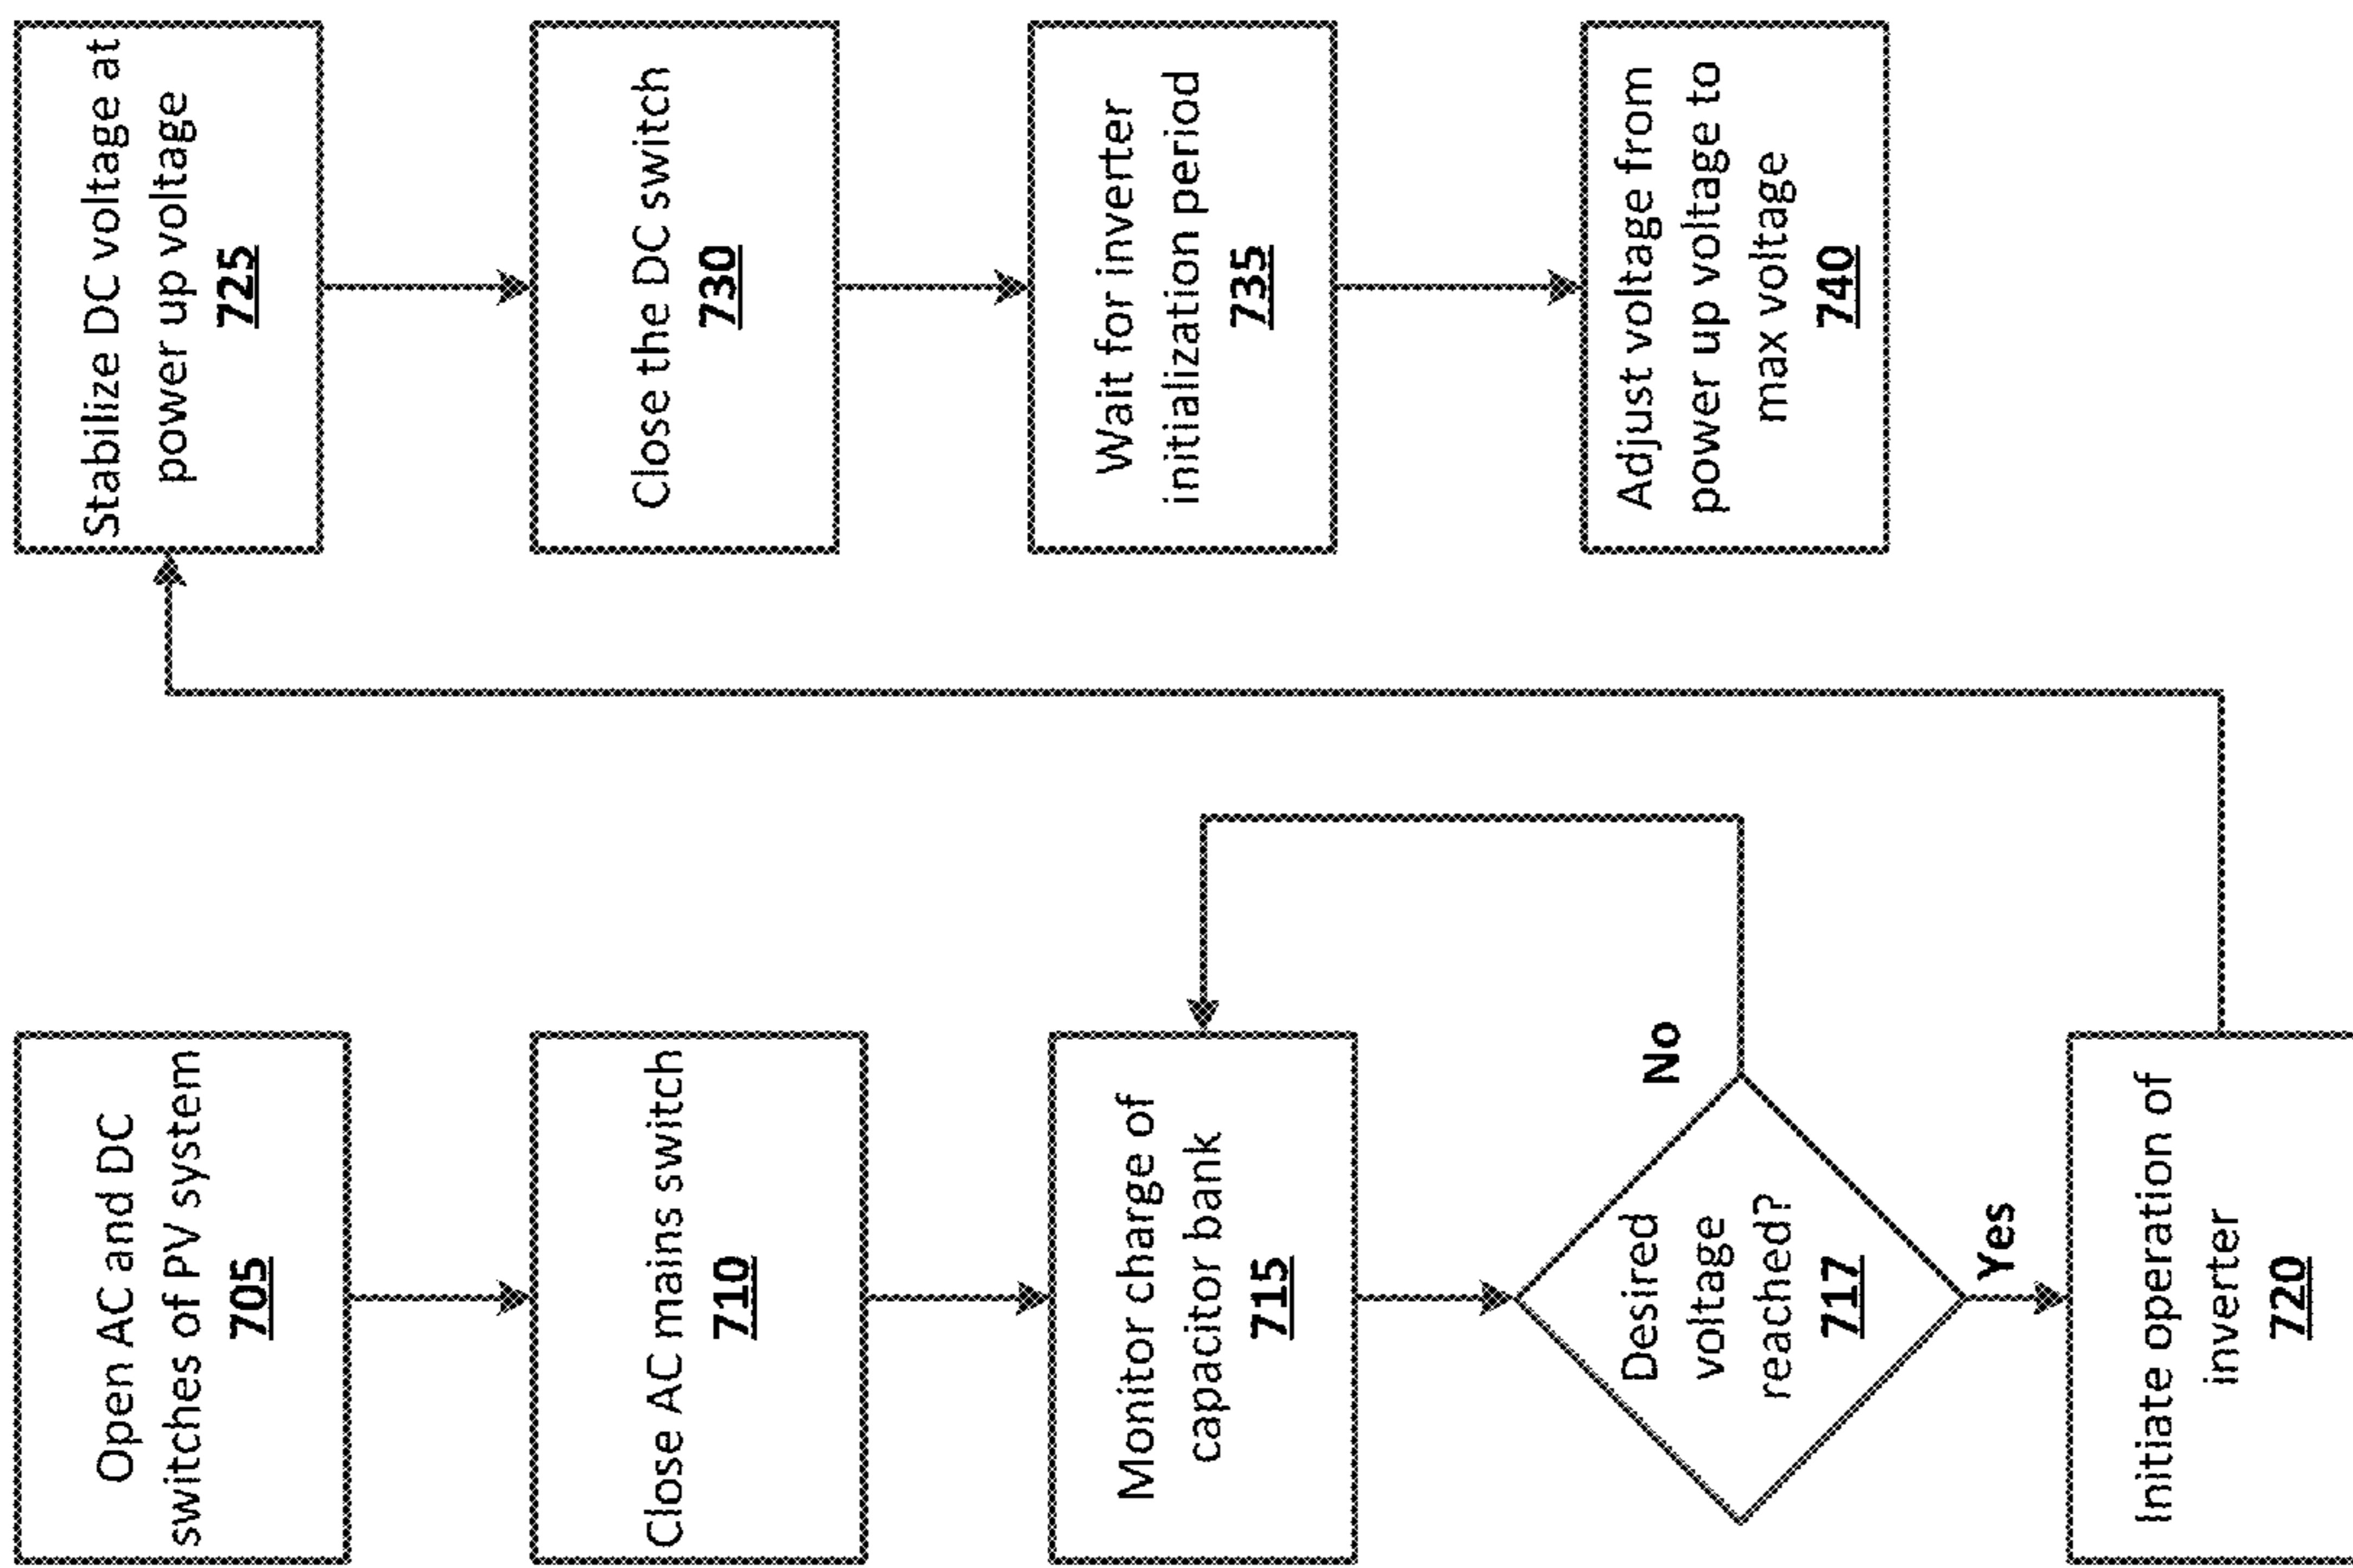 Open AC and DC
switches of PV system
705
Close AC mains switch
710
Monitor charge of
capacitor bank
715
Desired
voltage
reached?
717
No
Yes
Initiate operation of
inverter
720
Stabilize DC voltage at
power up voltage
725
Close the DC switch
730
Wait for inverter
initialization period
735
Adjust voltage from
power up voltage to
max voltage
740